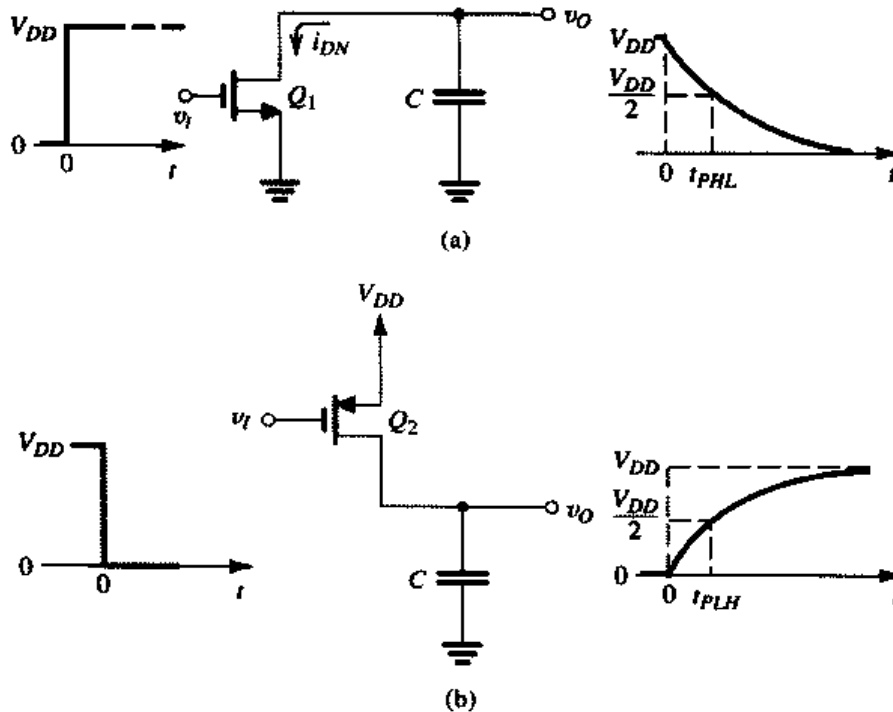 V_DD
0
0
t
v_I
i_DN
Q_1
C
v_O
V_DD
V_DD/2
0
t_PHL
t
(a)
V_DD
v_I
Q_2
V_DD
0
0
t
C
v_O
V_DD
V_DD/2
0
0
t_PLH
(b)